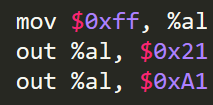 mov $0xff, %al
out %al, $0x21
out %al, $0xA1